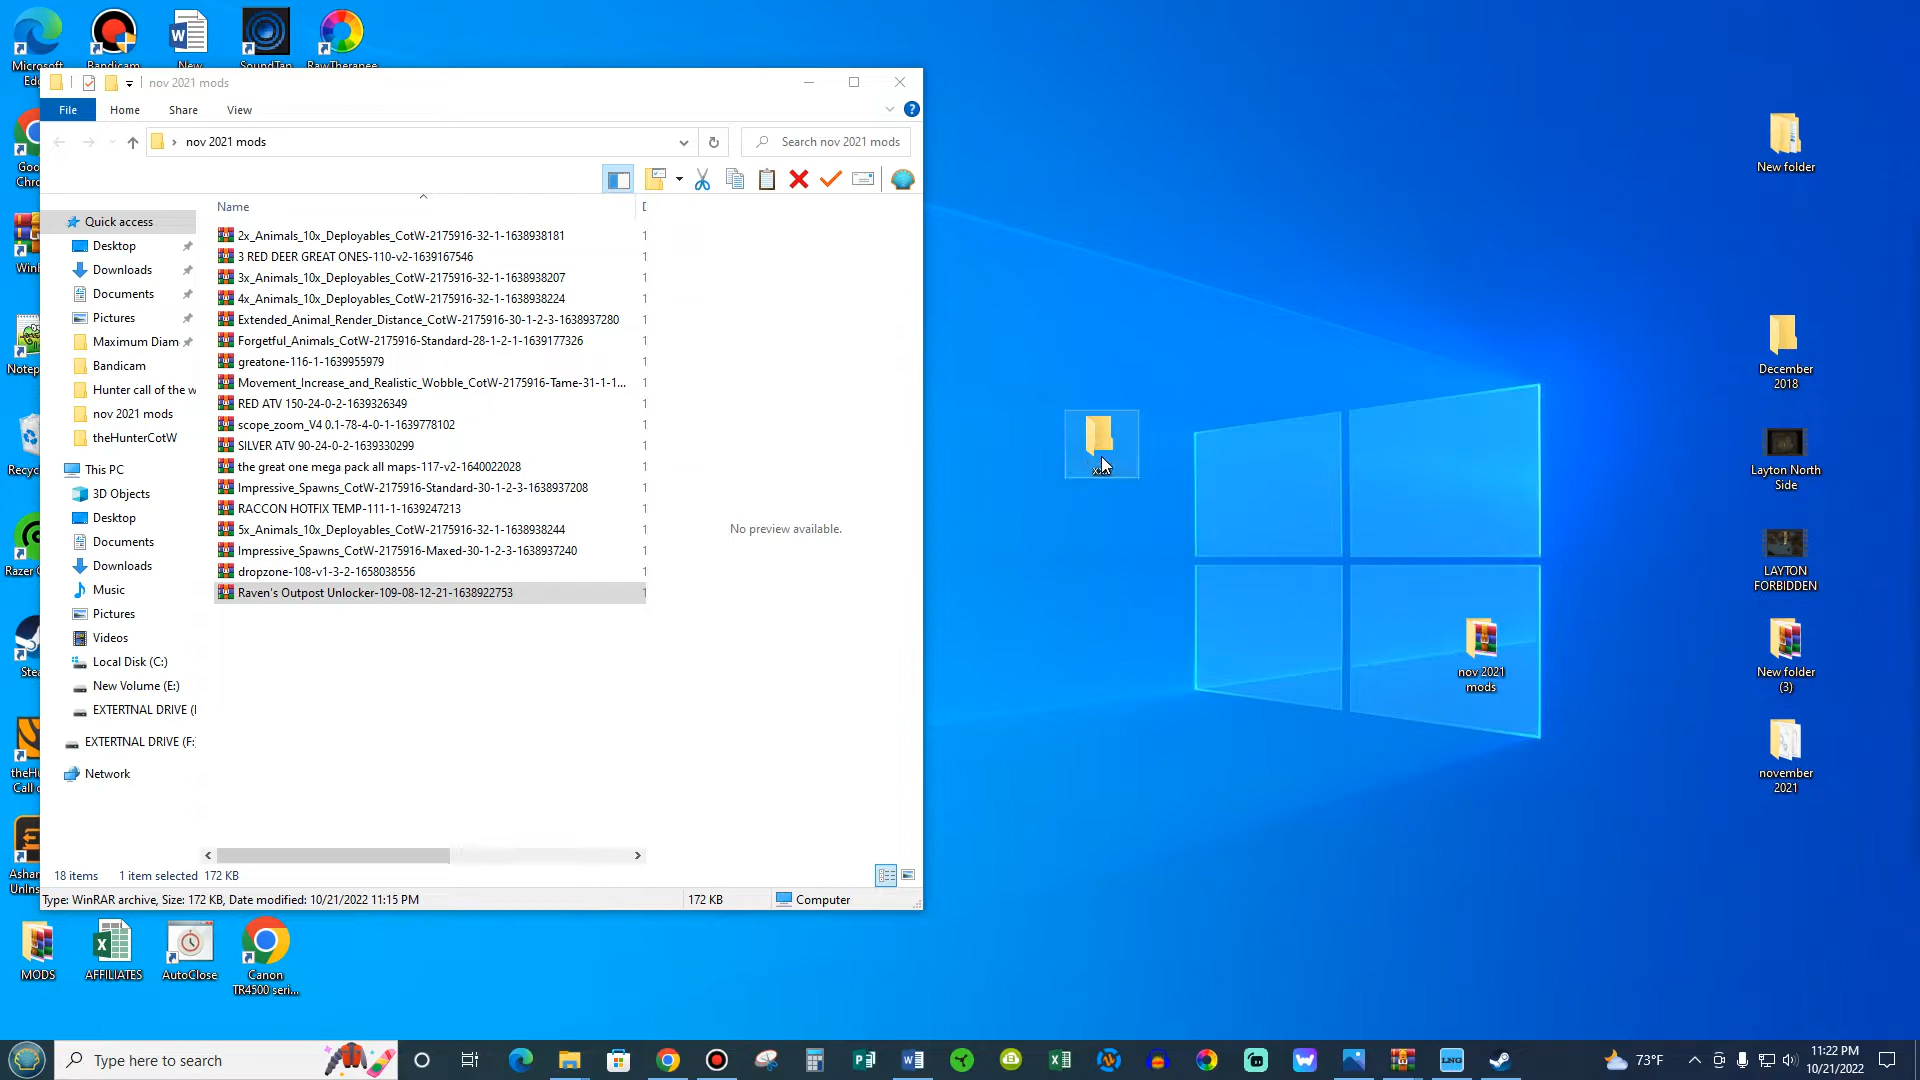 Microsoft
Edg
Bandicam
New
SoundTap
RawTherapee
nov 2021 mods
File
Home
Share
View
?
nov 2021 mods
Search nov 2021 mods
Name
Quick access
Desktop
Downloads
Documents
Pictures
Maximum Diam
Bandicam
Hunter call of the w
nov 2021 mods
theHunterCotW
This PC
3D Objects
Desktop
Documents
Downloads
Music
Pictures
Videos
Local Disk (C:)
New Volume (E:)
EXTERTNAL DRIVE (
EXTERTNAL DRIVE (F:
Network
2x_Animals_10x_Deployables_CotW-2175916-32-1-1638938181
3 RED DEER GREAT ONES-110-v2-1639167546
3x_Animals_10x_Deployables_CotW-2175916-32-1-1638938207
4x_Animals_10x_Deployables_CotW-2175916-32-1-1638938224
Extended_Animal_Render_Distance_CotW-2175916-30-1-2-3-1638937280
Forgetful_Animals_CotW-2175916-Standard-28-1-2-1-1639177326
greatone-116-1-1639955979
Movement_Increase_and_Realistic_Wobble_CotW-2175916-Tame-31-1-1...
RED ATV 150-24-0-2-1639326349
scope_zoom_V4 0.1-78-4-0-1-1639778102
SILVER ATV 90-24-0-2-1639330299
the great one mega pack all maps-117-v2-1640022028
Impressive_Spawns_CotW-2175916-Standard-30-1-2-3-1638937208
RACCON HOTFIX TEMP-111-1-1639247213
5x_Animals_10x_Deployables_CotW-2175916-32-1-1638938244
Impressive_Spawns_CotW-2175916-Maxed-30-1-2-3-1638937240
dropzone-108-v1-3-2-1658038556
Raven's Outpost Unlocker-109-08-12-21-1638922753
No preview available.
18 items
1 item selected 172 KB
Type: WinRAR archive, Size: 172 KB, Date modified: 10/21/2022 11:15 PM
172 KB
Computer
Goo
Chro
Win
Notep
Recyc
Razer C
Stea
theHu
Call o
Asham
UnIns
MODS
AFFILIATES
AutoClose
Canon
TR4500 seri...
nov 2021
mods
New folder
December
2018
Layton North
Side
LAYTON
FORBIDDEN
New folder
(3)
november
2021
Type here to search
LNG
73°F
11:22 PM
10/21/2022